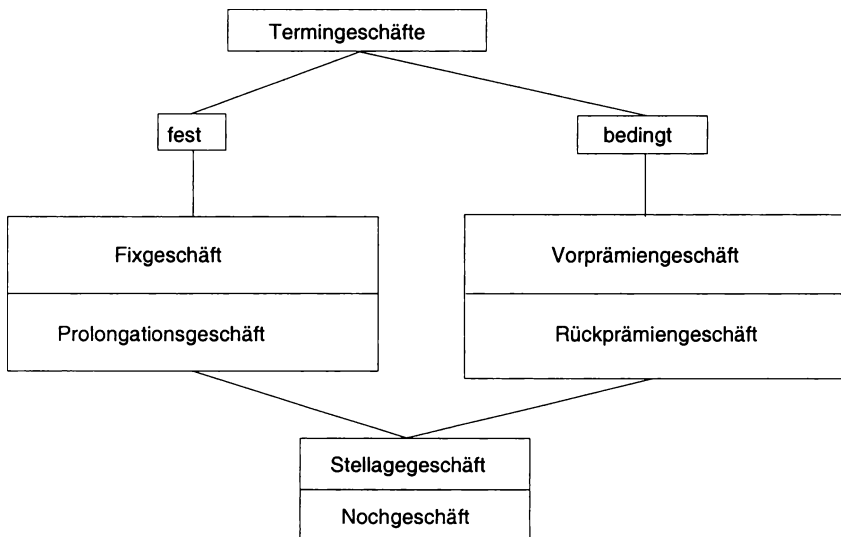 Termingeschäfte
fest
bedingt
Fixgeschäft
Vorprämiengeschäft
Prolongationsgeschäft
Rückprämiengeschäft
Stellagegeschäft
Nochgeschäft